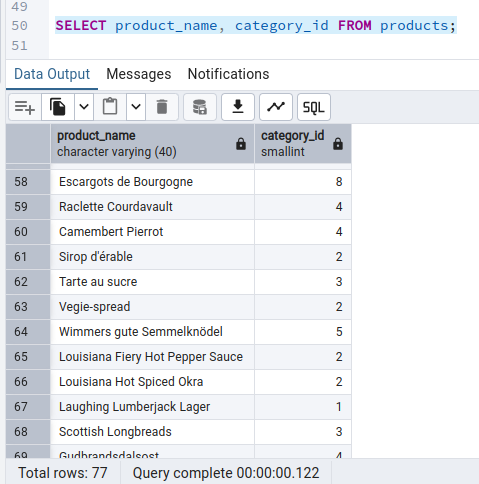 49
50 SELECT product_name, category_id FROM products;
51
Data Output Messages Notifications
SQL
product_name category_id
character varying (40) smallint
58 Escargots de Bourgogne 8
59 Raclette Courdavault 4
60 Camembert Pierrot 4
61 Sirop d'érable 2
62 Tarte au sucre 3
63 Vegie-spread 2
64 Wimmers gute Semmelknödel 5
65 Louisiana Fiery Hot Pepper Sauce 2
66 Louisiana Hot Spiced Okra 2
67 Laughing Lumberjack Lager 1
68 Scottish Longbreads 3
69 Gudbrandsdalsost 4
Total rows: 77 Query complete 00:00:00.122